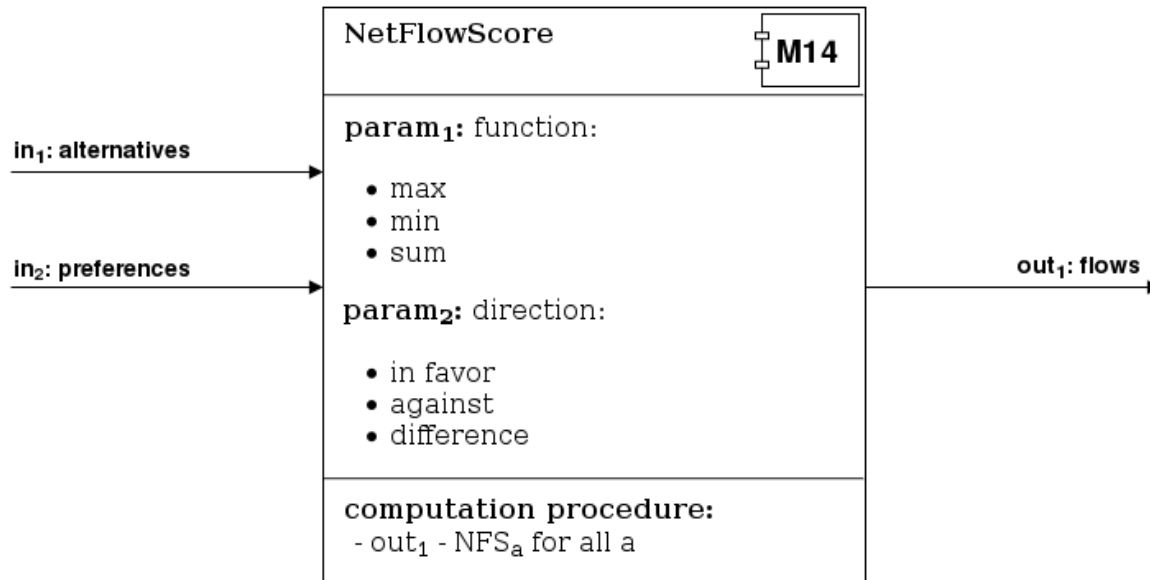 NetFlowScore
M14
in₁: alternatives
in₂: preferences
param₁: function:
• max
• min
• sum
param₂: direction:
• in favor
• against
• difference
out₁: flows
computation procedure:
- out₁ - NFSₐ for all a